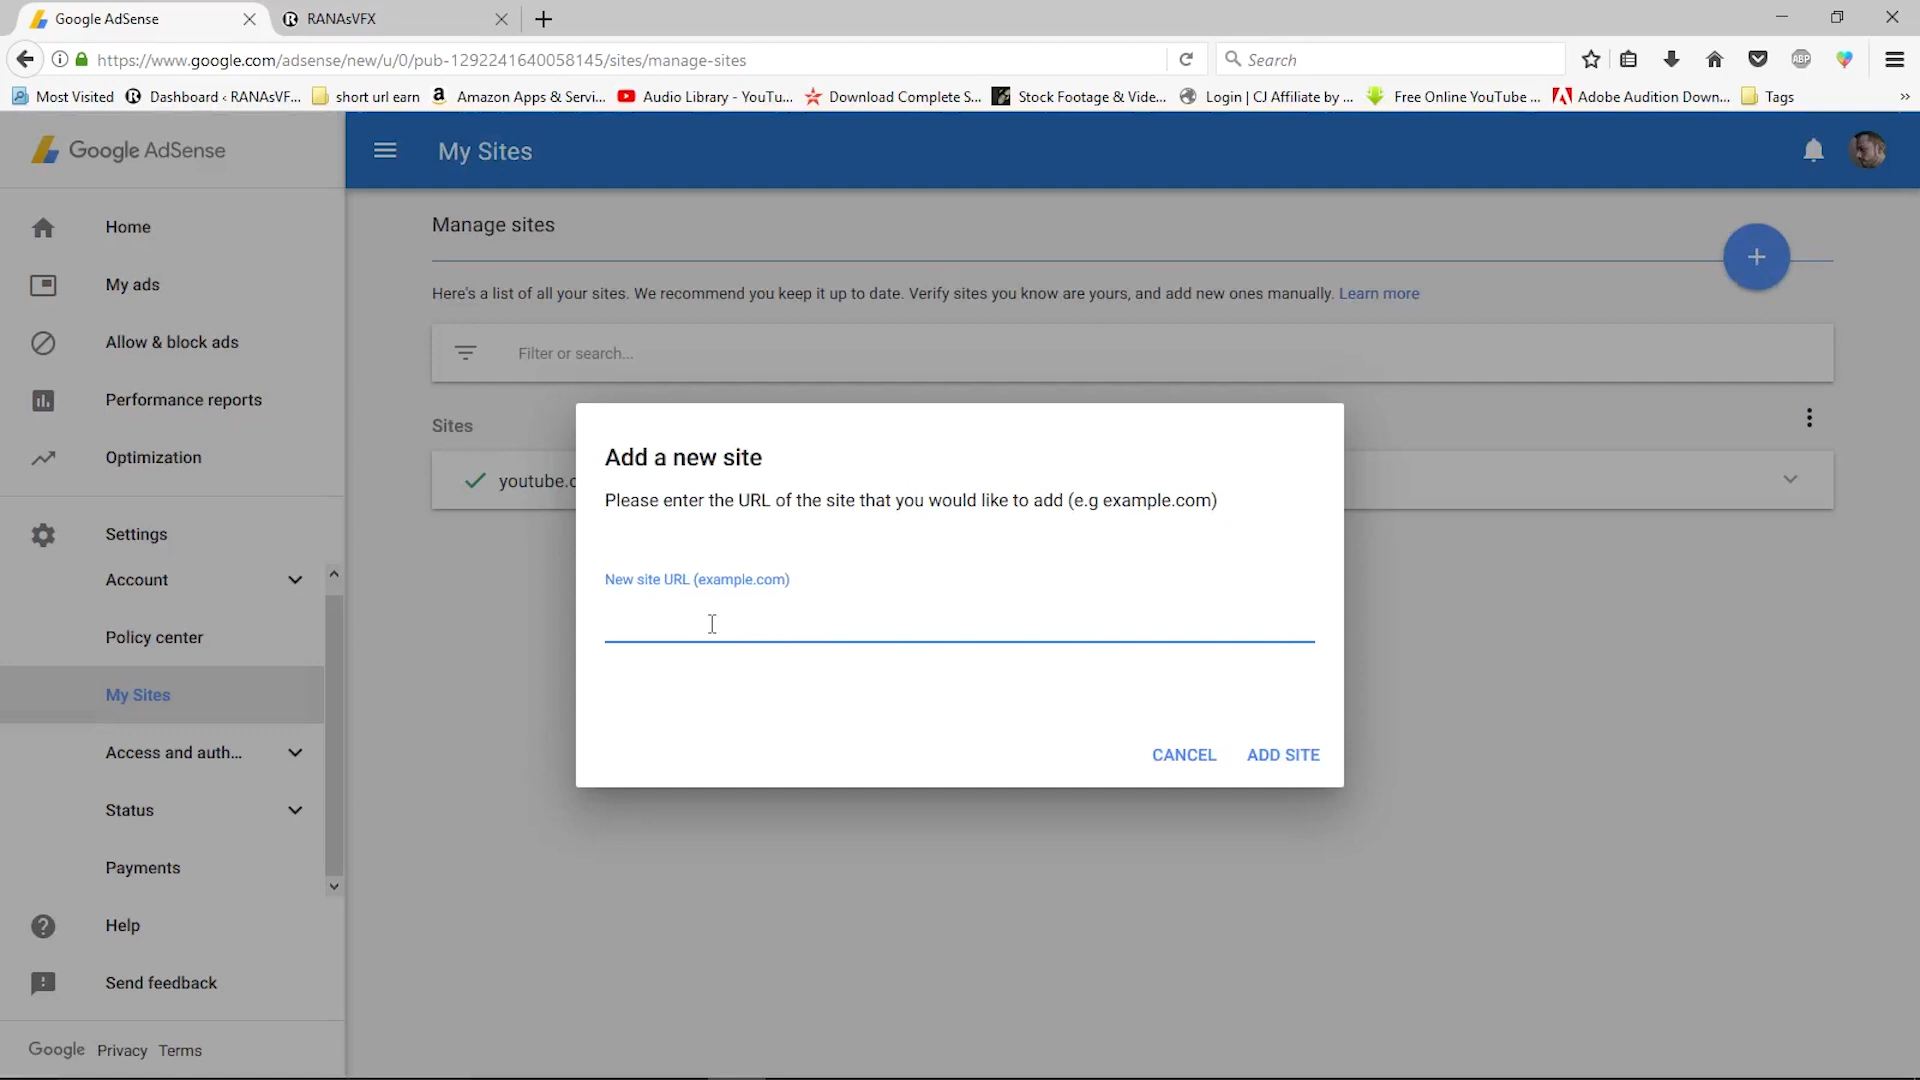 Google AdSense
RANAsVFX
https://www.google.com/adsense/new/u/0/pub-1292241640058145/sites/manage-sites
Search
ABP
Most Visited
Dashboard ‹ RANAsVF...
short url earn
Amazon Apps & Servi...
Audio Library - YouTu...
Download Complete S...
Stock Footage & Vide...
Login | CJ Affiliate by ...
Free Online YouTube ...
Adobe Audition Down...
Tags
Google AdSense
My Sites
Home
My ads
Allow & block ads
Performance reports
Optimization
Settings
Account
Policy center
My Sites
Access and auth...
Status
Payments
Help
Send feedback
Google Privacy Terms
Manage sites
Here's a list of all your sites. We recommend you keep it up to date. Verify sites you know are yours, and add new ones manually. Learn more
Filter or search...
Sites
youtube.c
Add a new site
Please enter the URL of the site that you would like to add (e.g example.com)
New site URL (example.com)
CANCEL
ADD SITE